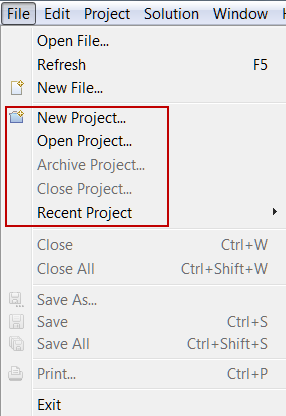 File Edit Project Solution Window
Open File...
Refresh F5
New File...
New Project...
Open Project...
Archive Project...
Close Project...
Recent Project
Close Ctrl+W
Close All Ctrl+Shift+W
Save As...
Save Ctrl+S
Save All Ctrl+Shift+S
Print... Ctrl+P
Exit